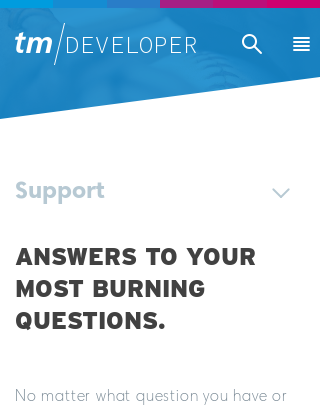 tm/DEVELOPER
Support
ANSWERS TO YOUR
MOST BURNING
QUESTIONS.
No matter what question you have or